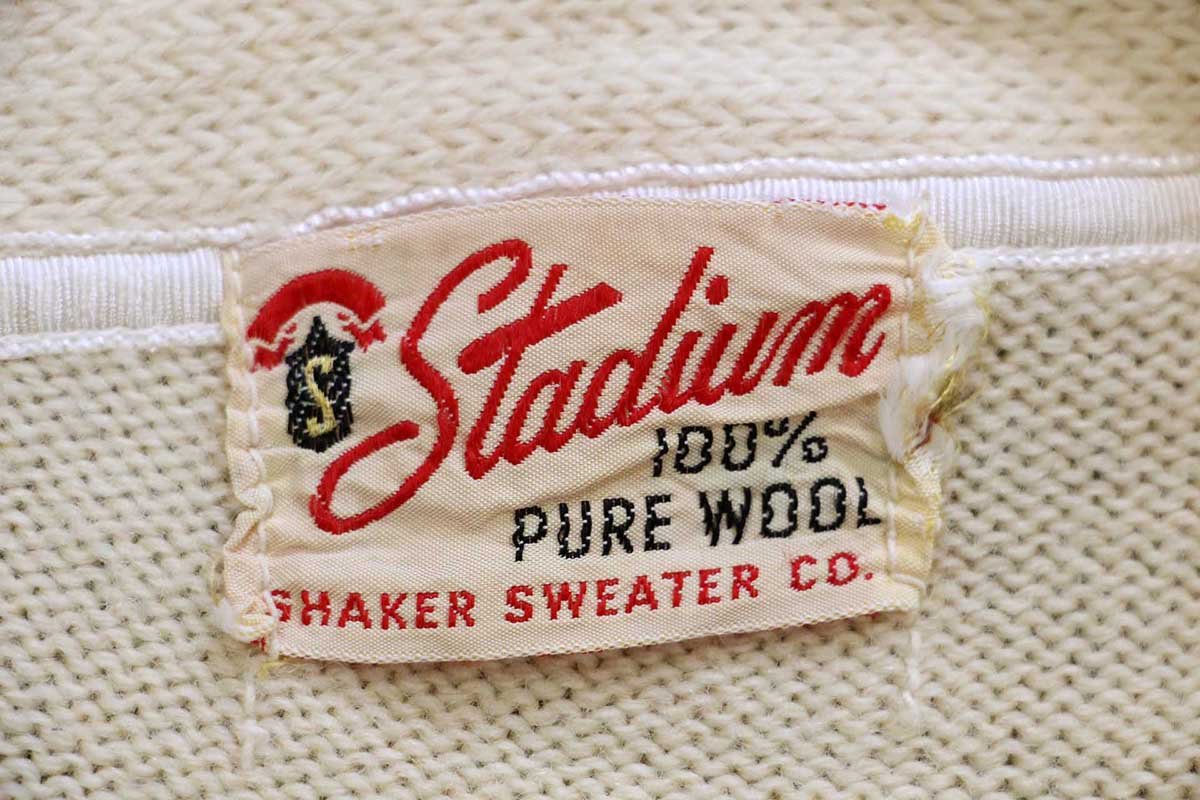 S
Stadium
100%
PURE WOOL
SHAKER SWEATER CO.